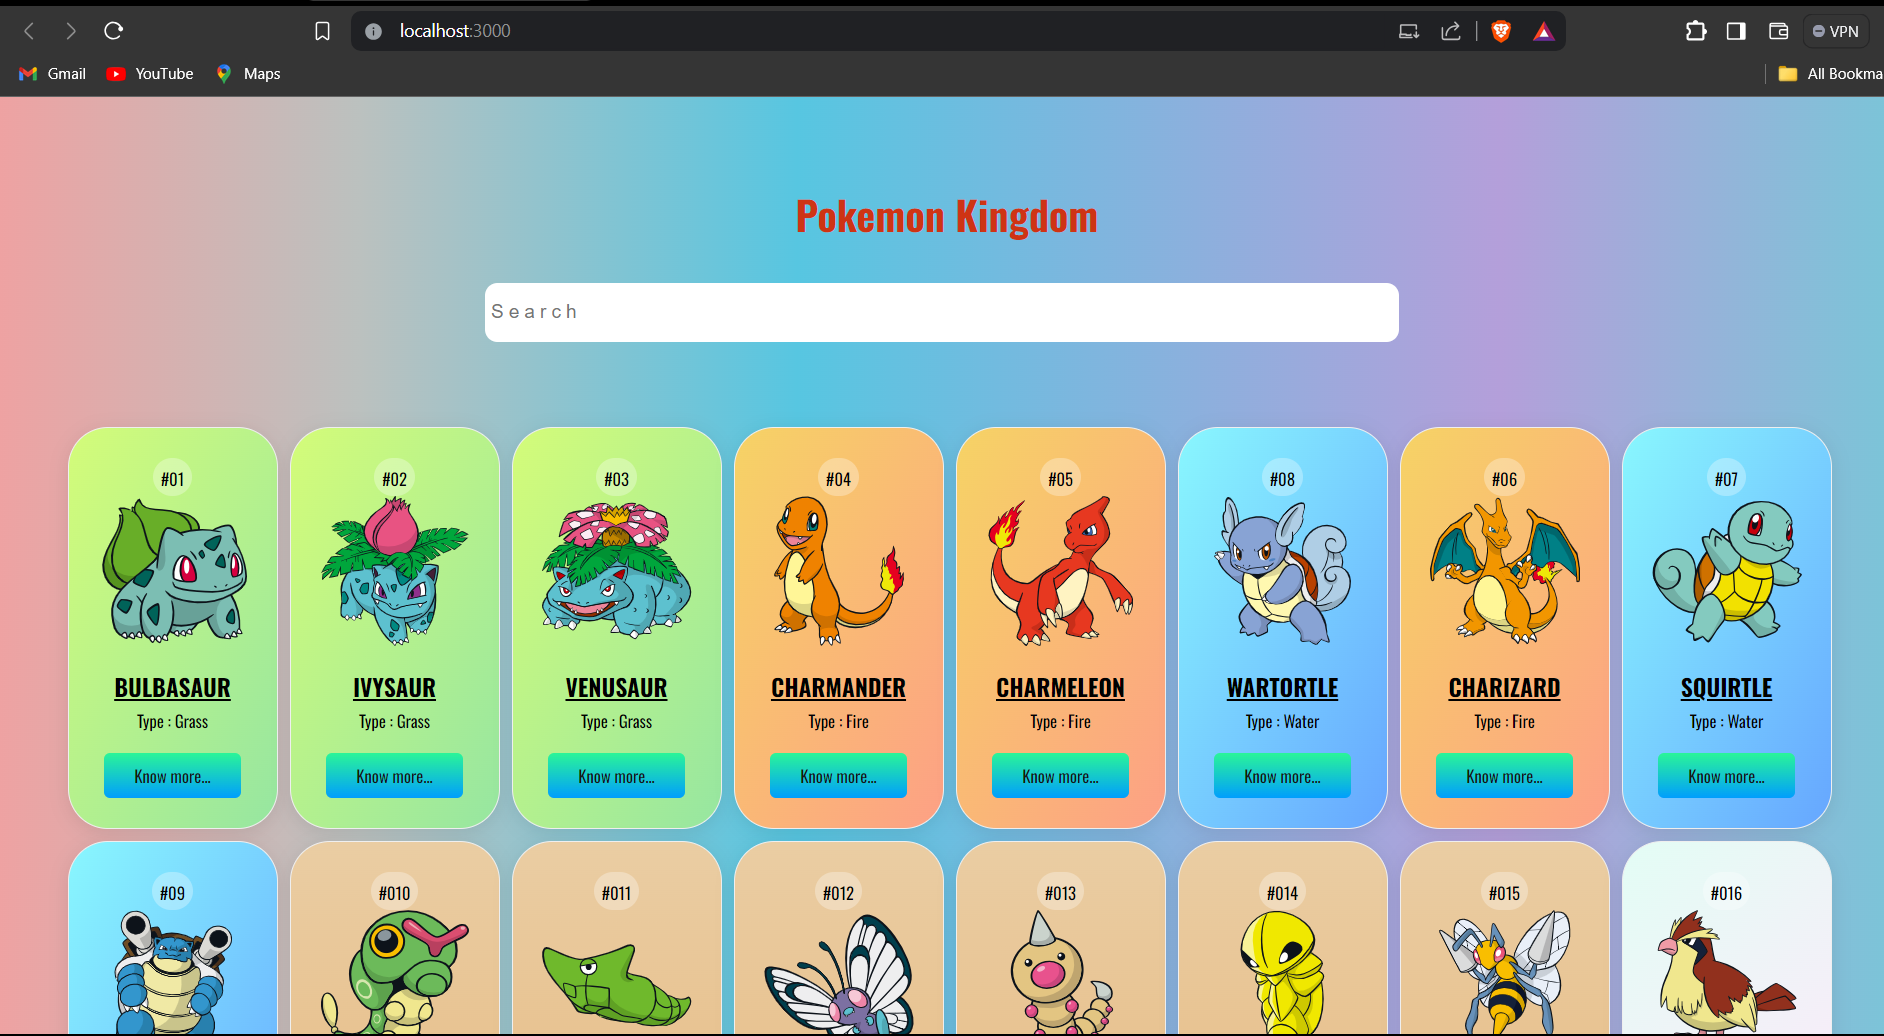 localhost:3000
VPN
Gmail YouTube Maps
All Bookma
Pokemon Kingdom
Search
#01 #02 #03 #04 #05 #08 #06 #07
BULBASAUR IVYSAUR VENUSAUR CHARMANDER CHARMELEON WARTORTLE CHARIZARD SQUIRTLE
Type : Grass Type : Grass Type : Grass Type : Fire Type : Fire Type : Water Type : Fire Type : Water
Know more... Know more... Know more... Know more... Know more... Know more... Know more... Know more...
#09 #010 #011 #012 #013 #014 #015 #016